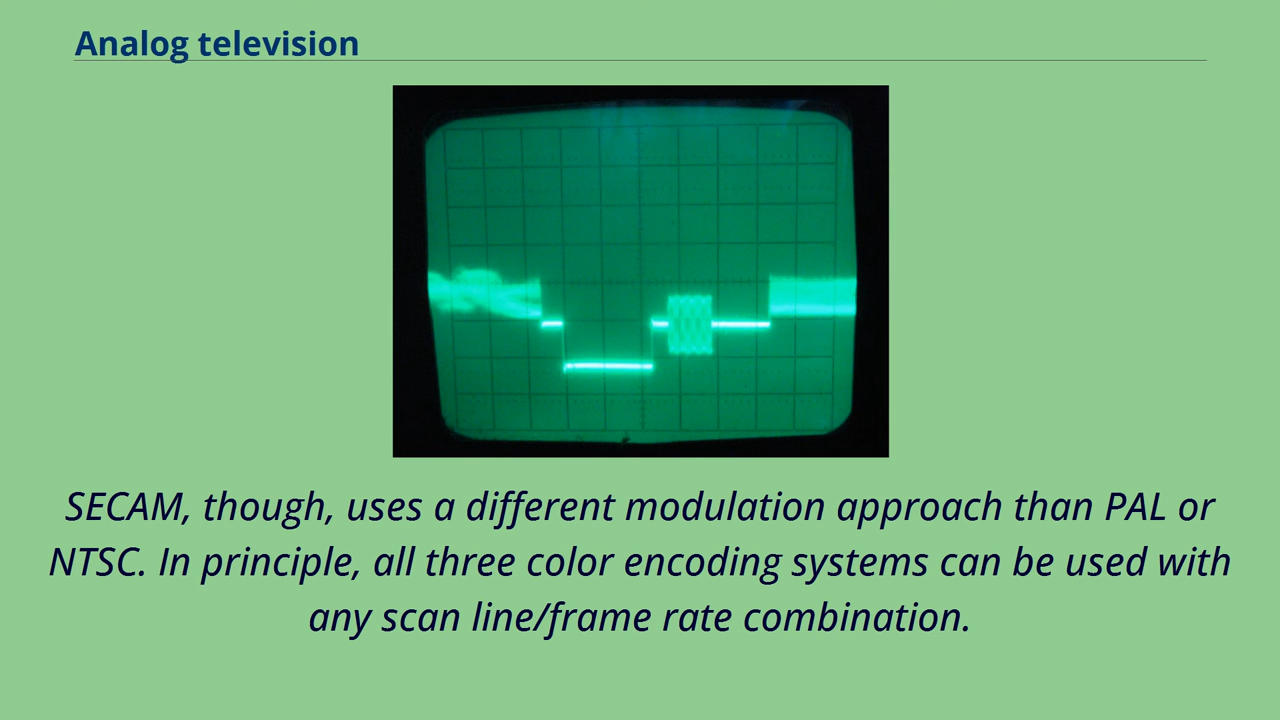 Analog television
SECAM, though, uses a different modulation approach than PAL or
NTSC. In principle, all three color encoding systems can be used with
any scan line/frame rate combination.